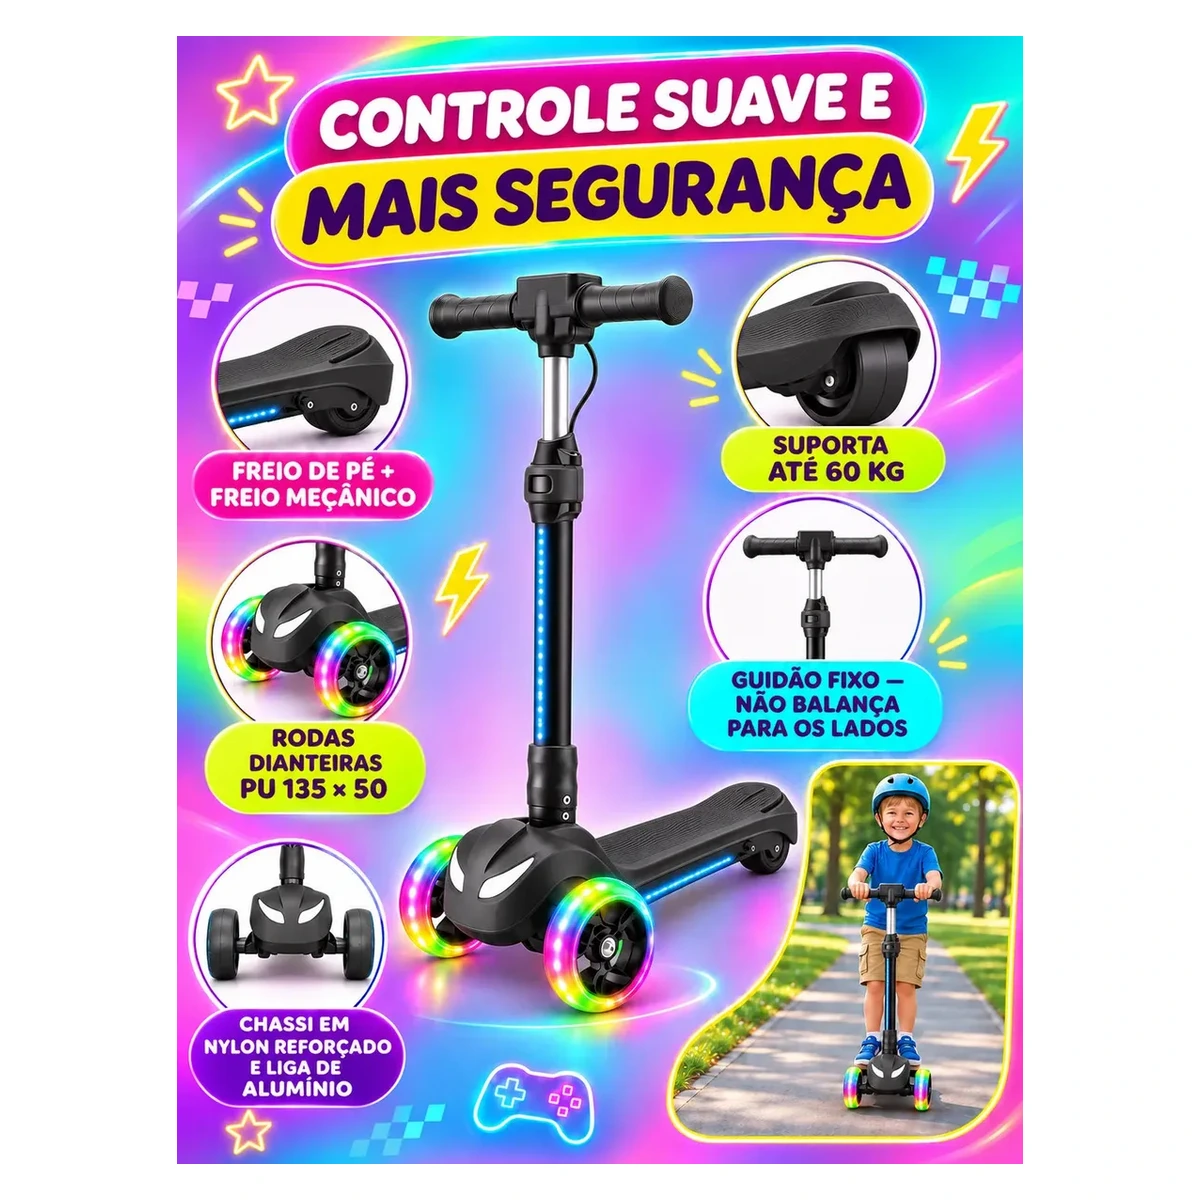 CONTROLE SUAVE E
MAIS SEGURANÇA
FREIO DE PÉ +
FREIO MEÇÂNICO
SUPORTA
ATÉ 60 KG
RODAS
DIANTEIRAS
PU 135 × 50
GUIDÃO FIXO —
NÃO BALANÇA
PARA OS LADOS
CHASSI EM
NYLON REFORÇADO
E LIGA DE
ALUMÍNIO